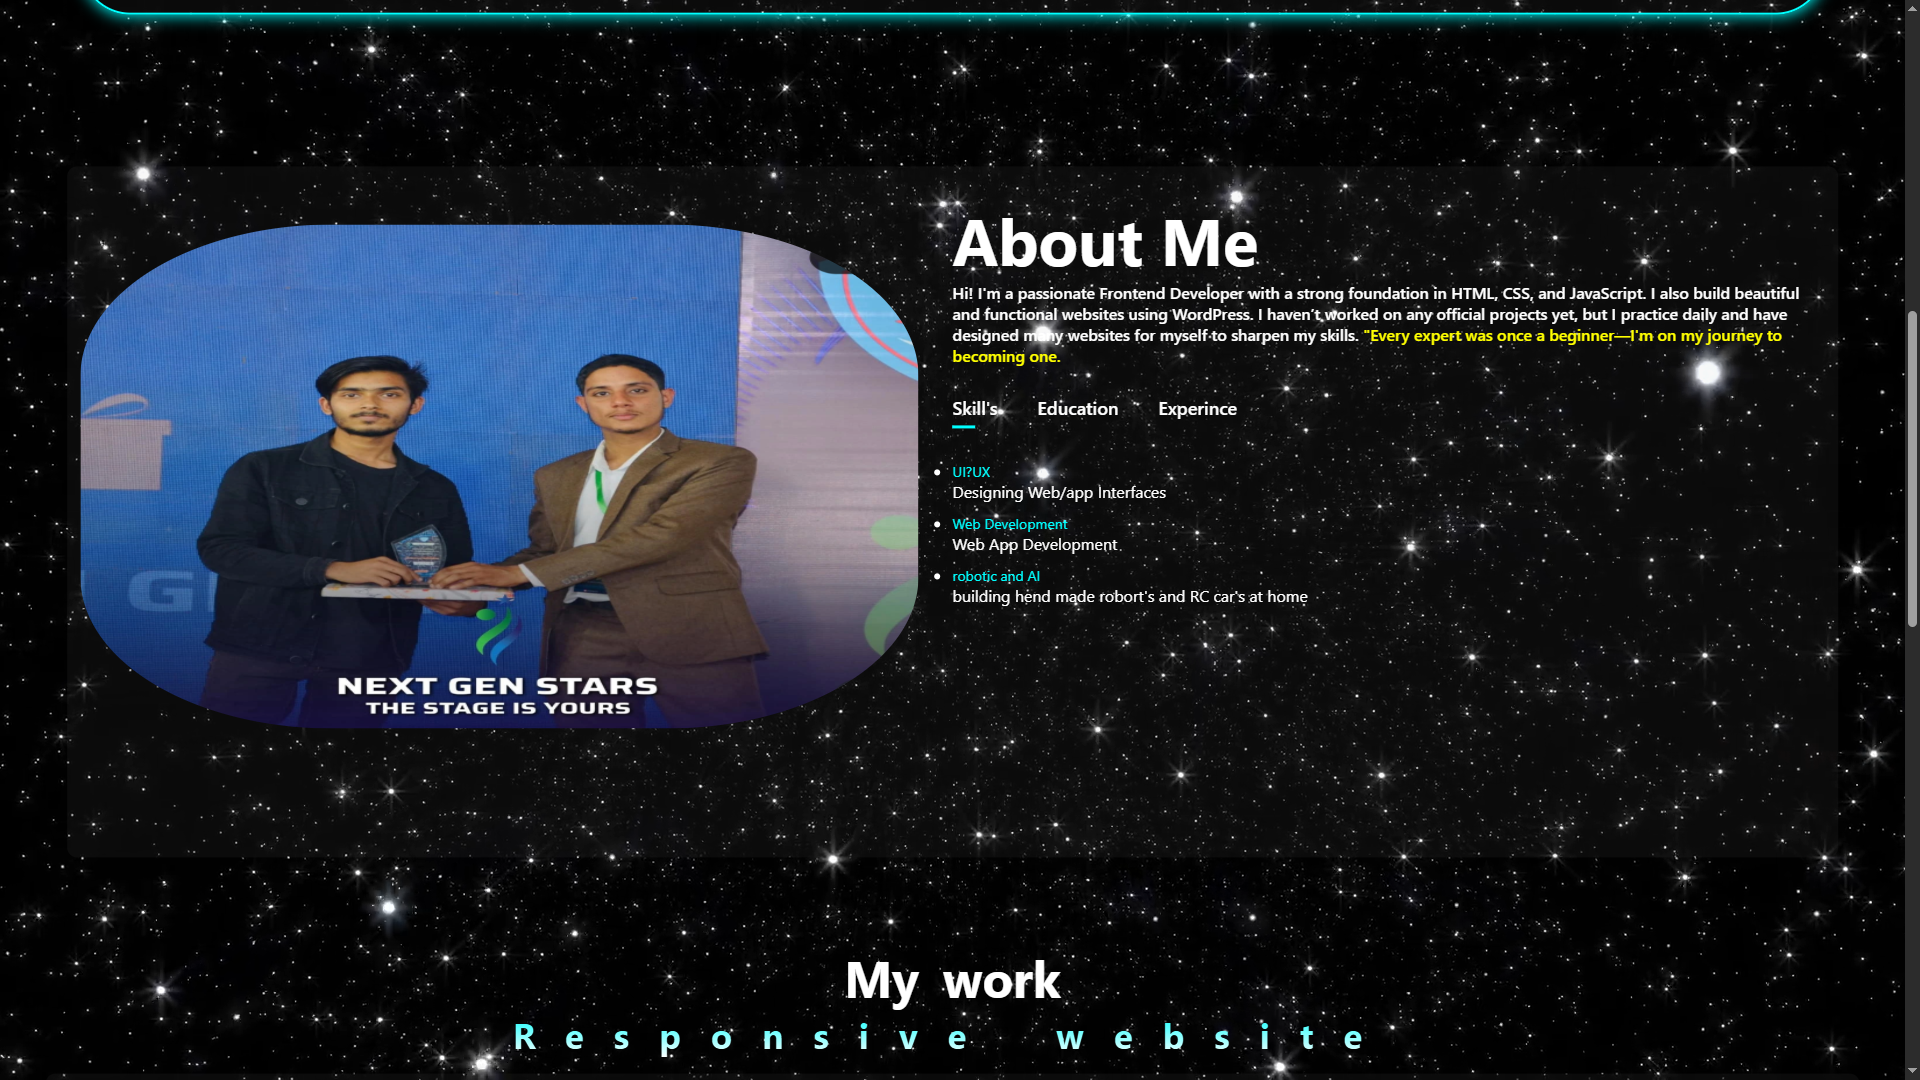 About Me
Hi! I'm a passionate Frontend Developer with a strong foundation in HTML, CSS, and JavaScript. I also build beautiful
and functional websites using WordPress. I haven't worked on any official projects yet, but I practice daily and have
designed many websites for myself to sharpen my skills. "Every expert was once a beginner—I'm on my journey to
becoming one.
Skill's Education Experince
UI?UX
Designing Web/app Interfaces
Web Development
Web App Development
robotic and AI
building hend made robort's and RC car's at home
G
NEXT GEN STARS
THE STAGE IS YOURS
My work
Responsive website